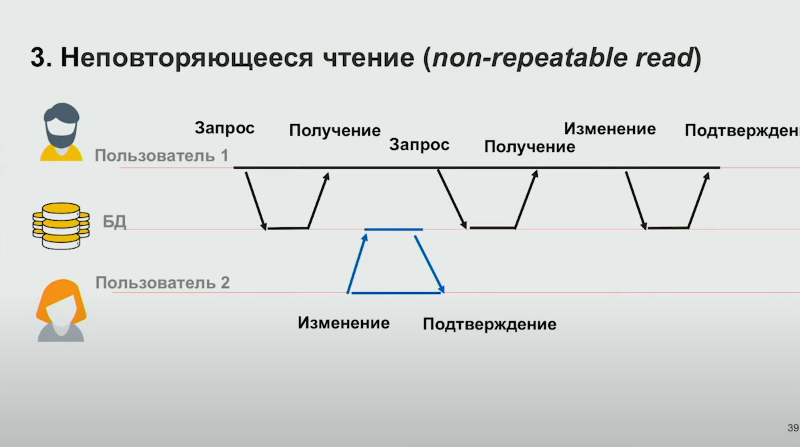 3. Неповторяющееся чтение (non-repeatable read)
Запрос
Получение
Запрос
Получение
Изменение
Подтвержден
Пользователь 1
БД
Пользователь 2
Изменение
Подтверждение
39